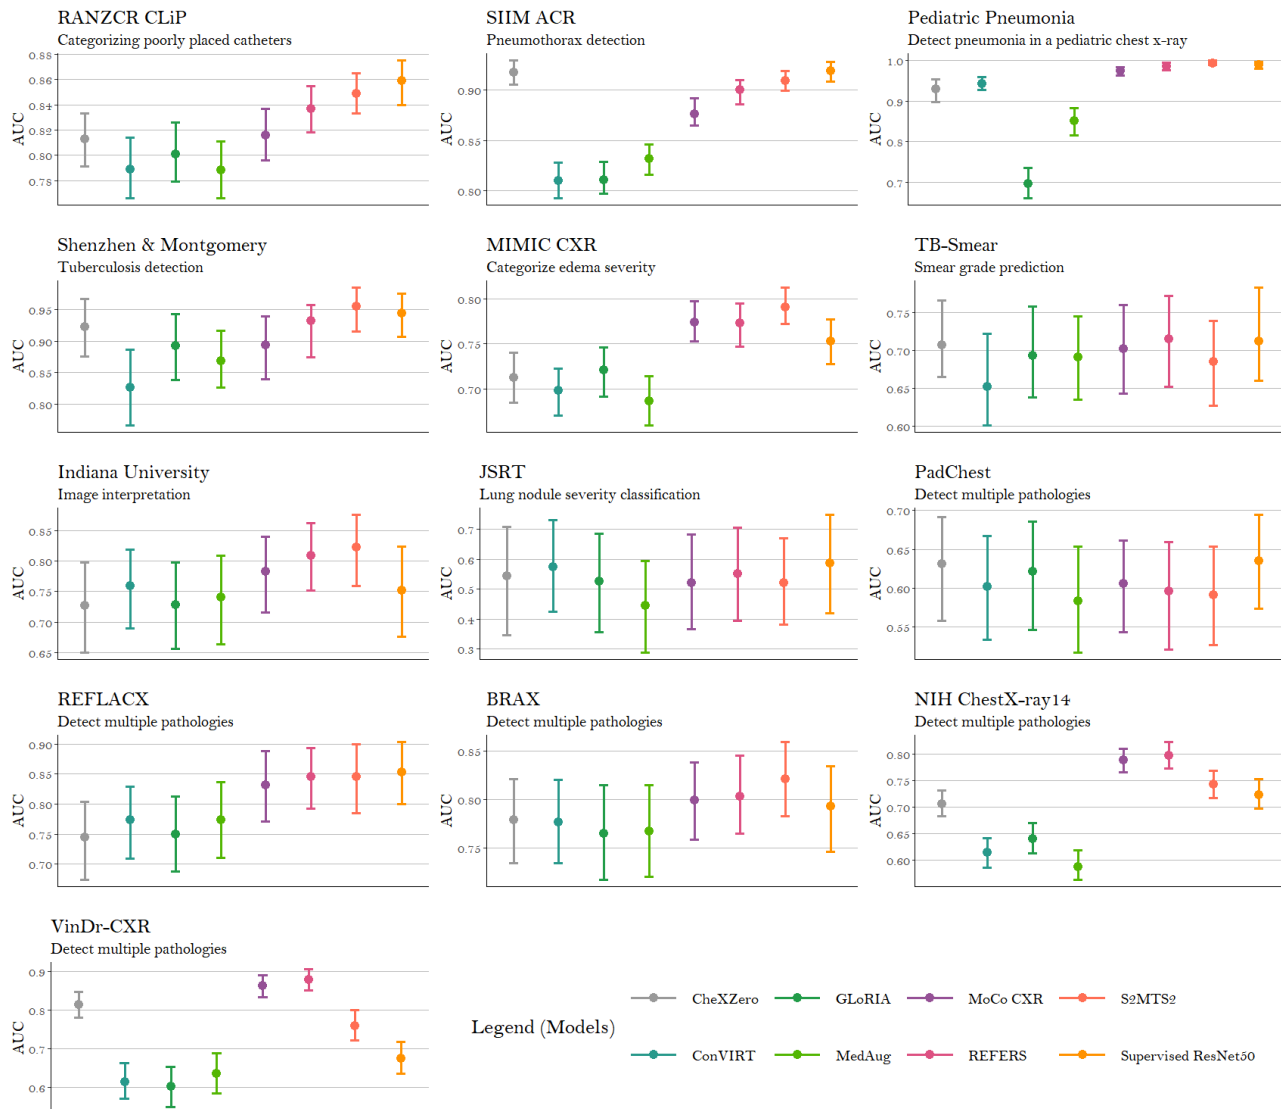 RANZCR CLiP
Categorizing poorly placed catheters
0.88
0.86
0.84
0.82
0.80
0.78
AUC
SIIM ACR
Pneumothorax detection
0.90
0.85
0.80
AUC
Pediatric Pneumonia
Detect pneumonia in a pediatric chest x-ray
1.0
0.9
0.8
0.7
AUC
Shenzhen & Montgomery
Tuberculosis detection
0.95
0.90
0.85
0.80
AUC
MIMIC CXR
Categorize edema severity
0.80
0.75
0.70
AUC
TB-Smear
Smear grade prediction
0.75
0.70
0.65
0.60
AUC
Indiana University
Image interpretation
0.85
0.80
0.75
0.70
0.65
AUC
JSRT
Lung nodule severity classification
0.7
0.6
0.5
0.4
0.3
AUC
PadChest
Detect multiple pathologies
0.70
0.65
0.60
0.55
AUC
REFLACX
Detect multiple pathologies
0.90
0.85
0.80
0.75
0.70
AUC
BRAX
Detect multiple pathologies
0.85
0.80
0.75
AUC
NIH ChestX-ray14
Detect multiple pathologies
0.80
0.75
0.70
0.65
0.60
AUC
VinDr-CXR
Detect multiple pathologies
0.9
0.8
0.7
0.6
AUC
Legend (Models)
CheXZero
GLoRIA
MoCo CXR
S2MTS2
ConVIRT
MedAug
REFERS
Supervised ResNet50